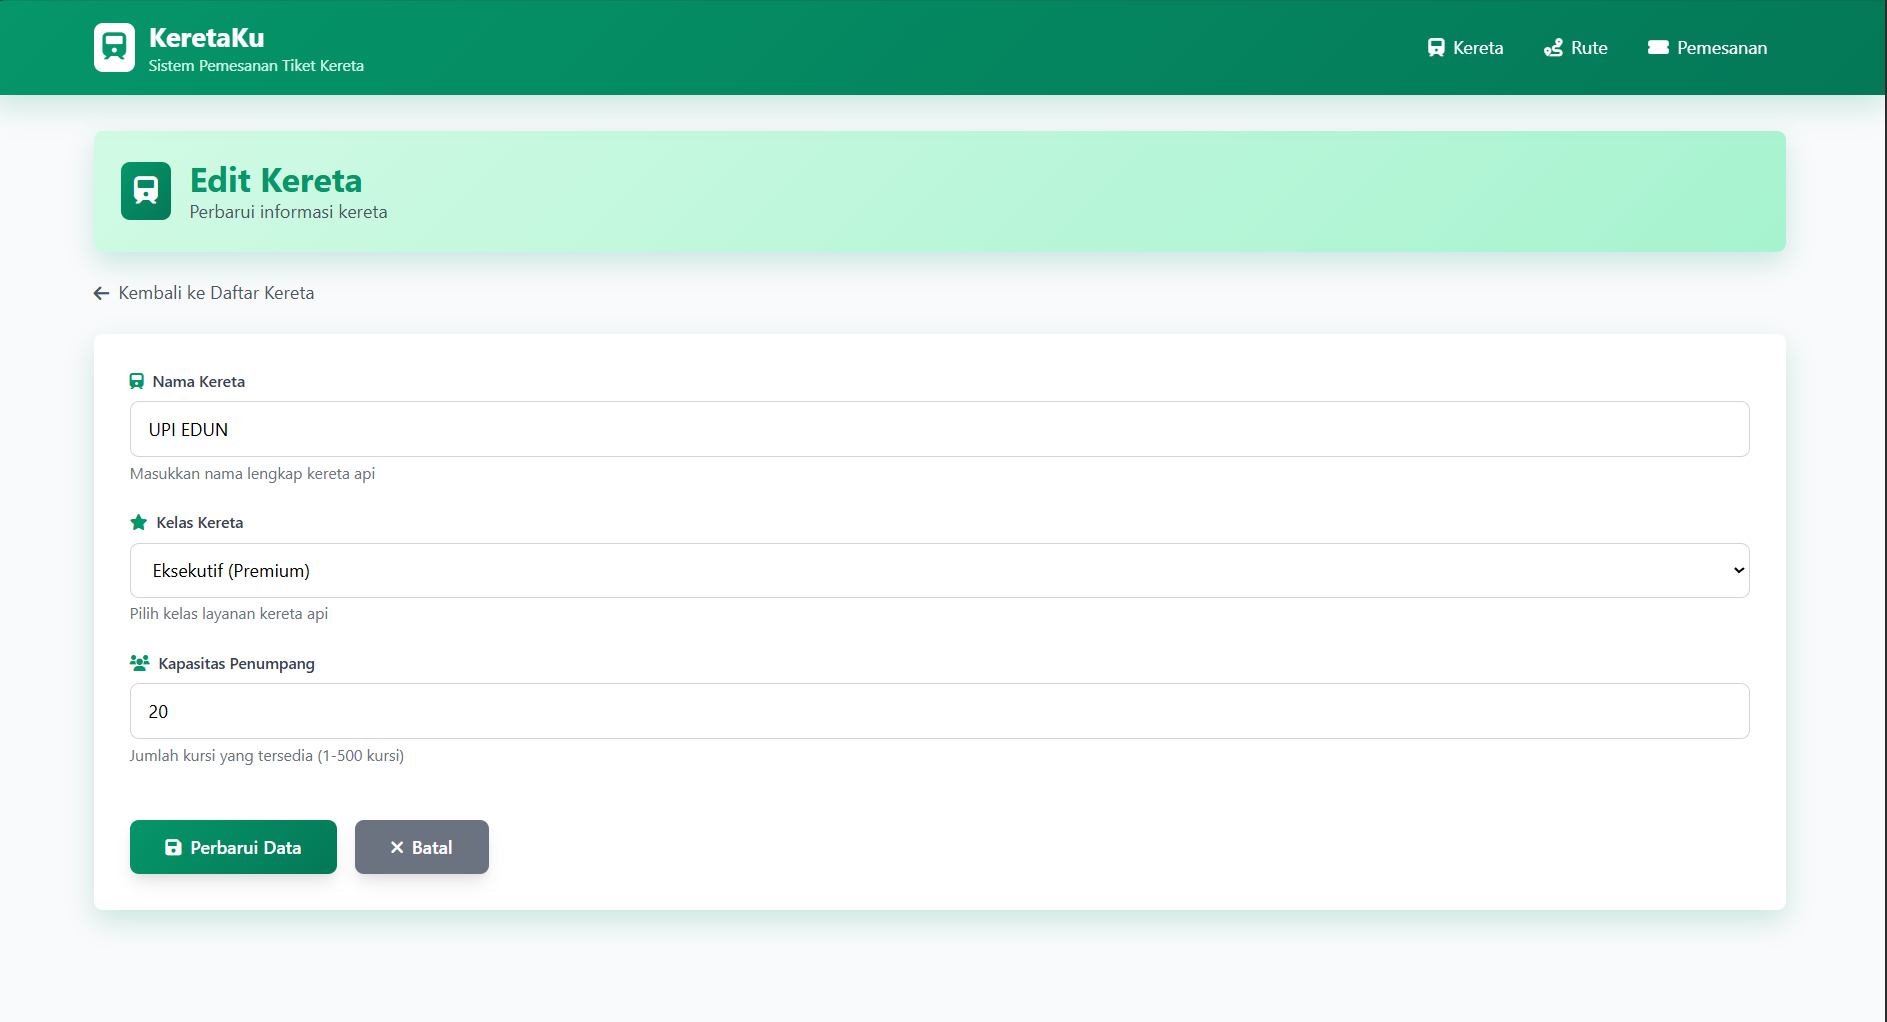 KeretaKu
Sistem Pemesanan Tiket Kereta
Kereta
Rute
Pemesanan
Edit Kereta
Perbarui informasi kereta
Kembali ke Daftar Kereta
Nama Kereta
UPI EDUN
Masukkan nama lengkap kereta api
Kelas Kereta
Eksekutif (Premium)
Pilih kelas layanan kereta api
Kapasitas Penumpang
20
Jumlah kursi yang tersedia (1-500 kursi)
Perbarui Data
Batal